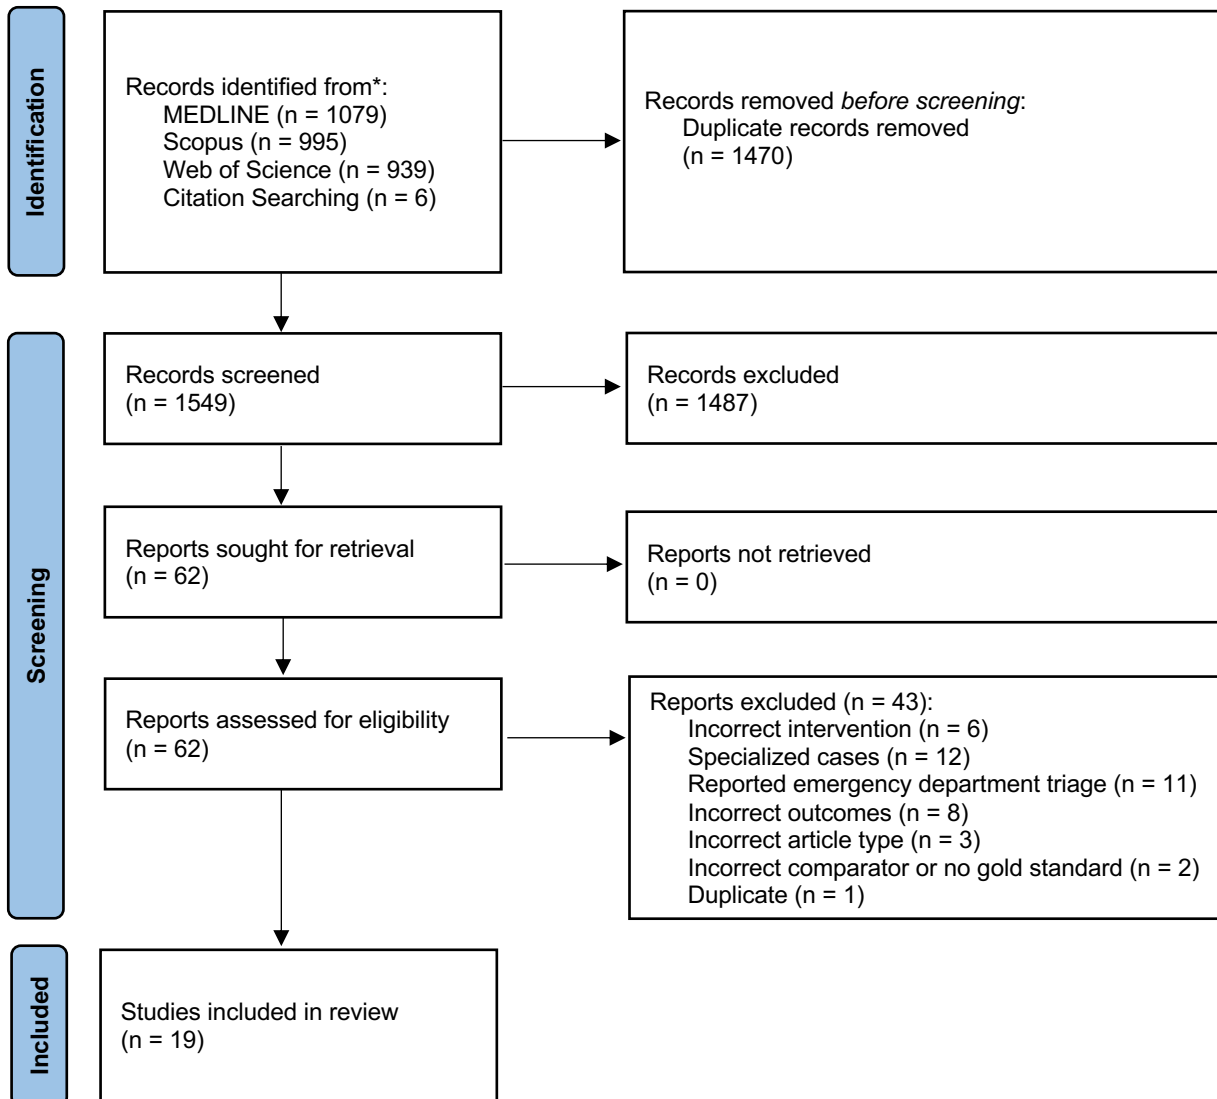 Identification
Records identified from*:
MEDLINE (n = 1079)
Scopus (n = 995)
Web of Science (n = 939)
Citation Searching (n = 6)
Records removed before screening:
Duplicate records removed
(n = 1470)
Screening
Records screened
(n = 1549)
Records excluded
(n = 1487)
Reports sought for retrieval
(n = 62)
Reports not retrieved
(n = 0)
Reports assessed for eligibility
(n = 62)
Reports excluded (n = 43):
Incorrect intervention (n = 6)
Specialized cases (n = 12)
Reported emergency department triage (n = 11)
Incorrect outcomes (n = 8)
Incorrect article type (n = 3)
Incorrect comparator or no gold standard (n = 2)
Duplicate (n = 1)
Included
Studies included in review
(n = 19)